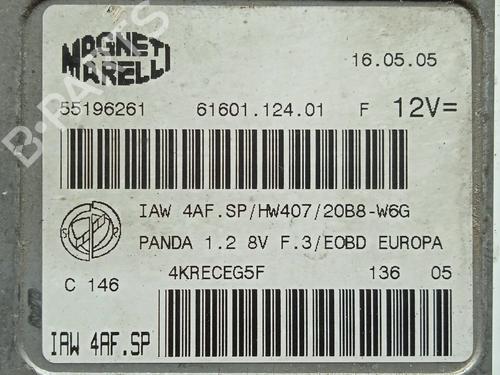 MAGNETI
MARELLI
16.05.05
55196261 61601.124.01 F 12V=
IAW 4AF.SP/HW407/20B8-W6G
PANDA 1.2 8V F.3/EOBD EUROPA
4KRECEG5F 136 05
C 146
IAW 4AF.SP
B-PARTS